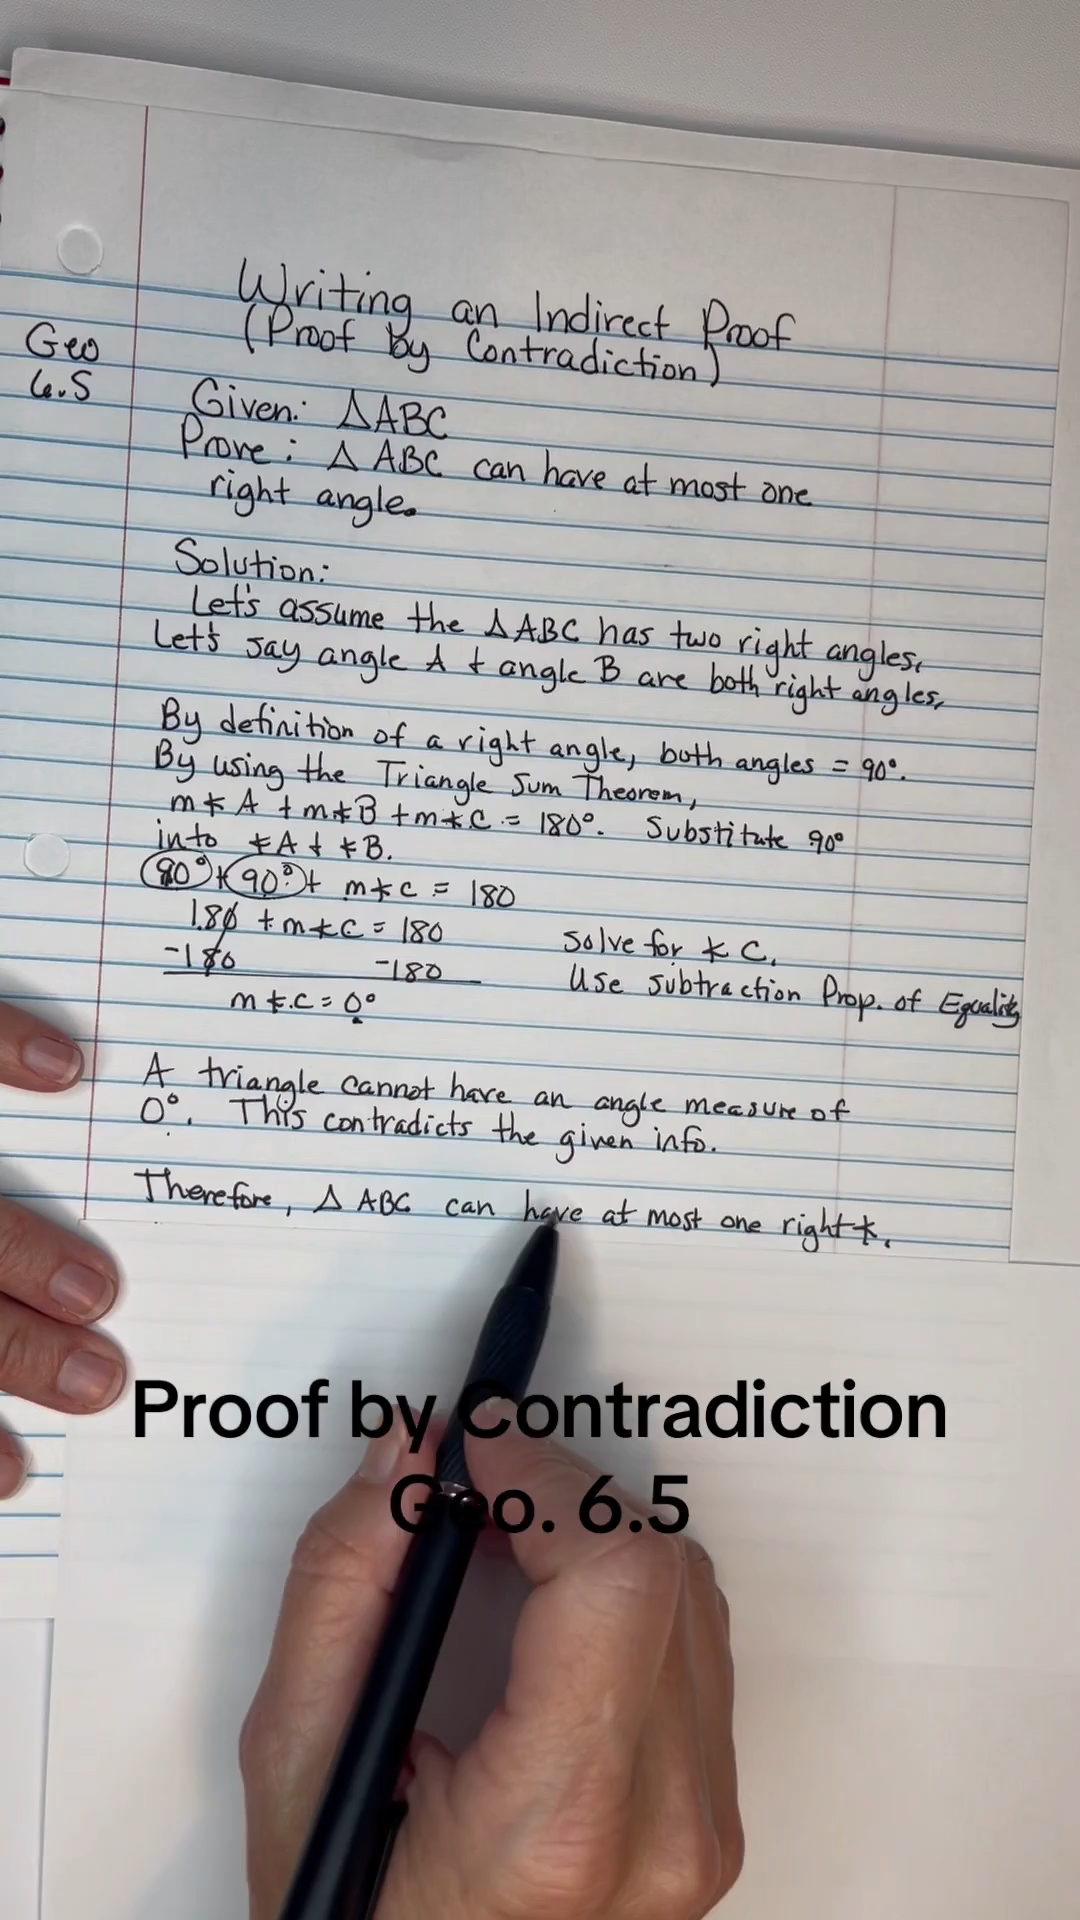 Writing an Indirect Proof
(Proof by Contradiction)
Geo
6.5
Given: △ABC
Prove: △ ABC can have at most one
right angle.
Solution:
Let's assume the △ABC has two right angles.
Let's say angle A + angle B are both right angles.
By definition of a right angle, both angles = 90°.
By using the Triangle Sum Theorem,
m∡A + m∡B + m∡C = 180°. Substitute 90°
into ∡A + ∡B.
90° + 90° + m∡C = 180
180 + m∡C = 180 Solve for ∡C.
-180 -180 Use subtraction Prop. of Equality
m∡C = 0°
A triangle cannot have an angle measure of
0°. This contradicts the given info.
Therefore, △ ABC can have at most one right ∡.
Proof by Contradiction
Geo. 6.5